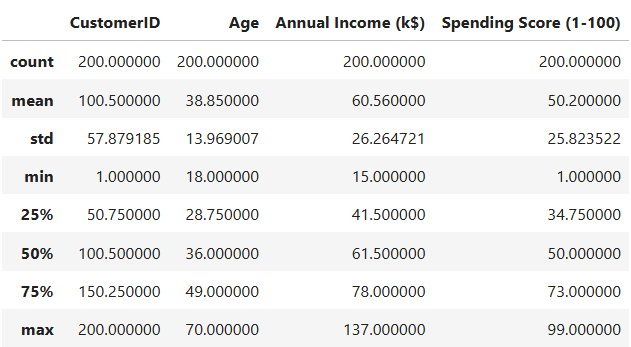 CustomerID Age Annual Income (k$) Spending Score (1-100)
count 200.000000 200.000000 200.000000 200.000000
mean 100.500000 38.850000 60.560000 50.200000
std 57.879185 13.969007 26.264721 25.823522
min 1.000000 18.000000 15.000000 1.000000
25% 50.750000 28.750000 41.500000 34.750000
50% 100.500000 36.000000 61.500000 50.000000
75% 150.250000 49.000000 78.000000 73.000000
max 200.000000 70.000000 137.000000 99.000000